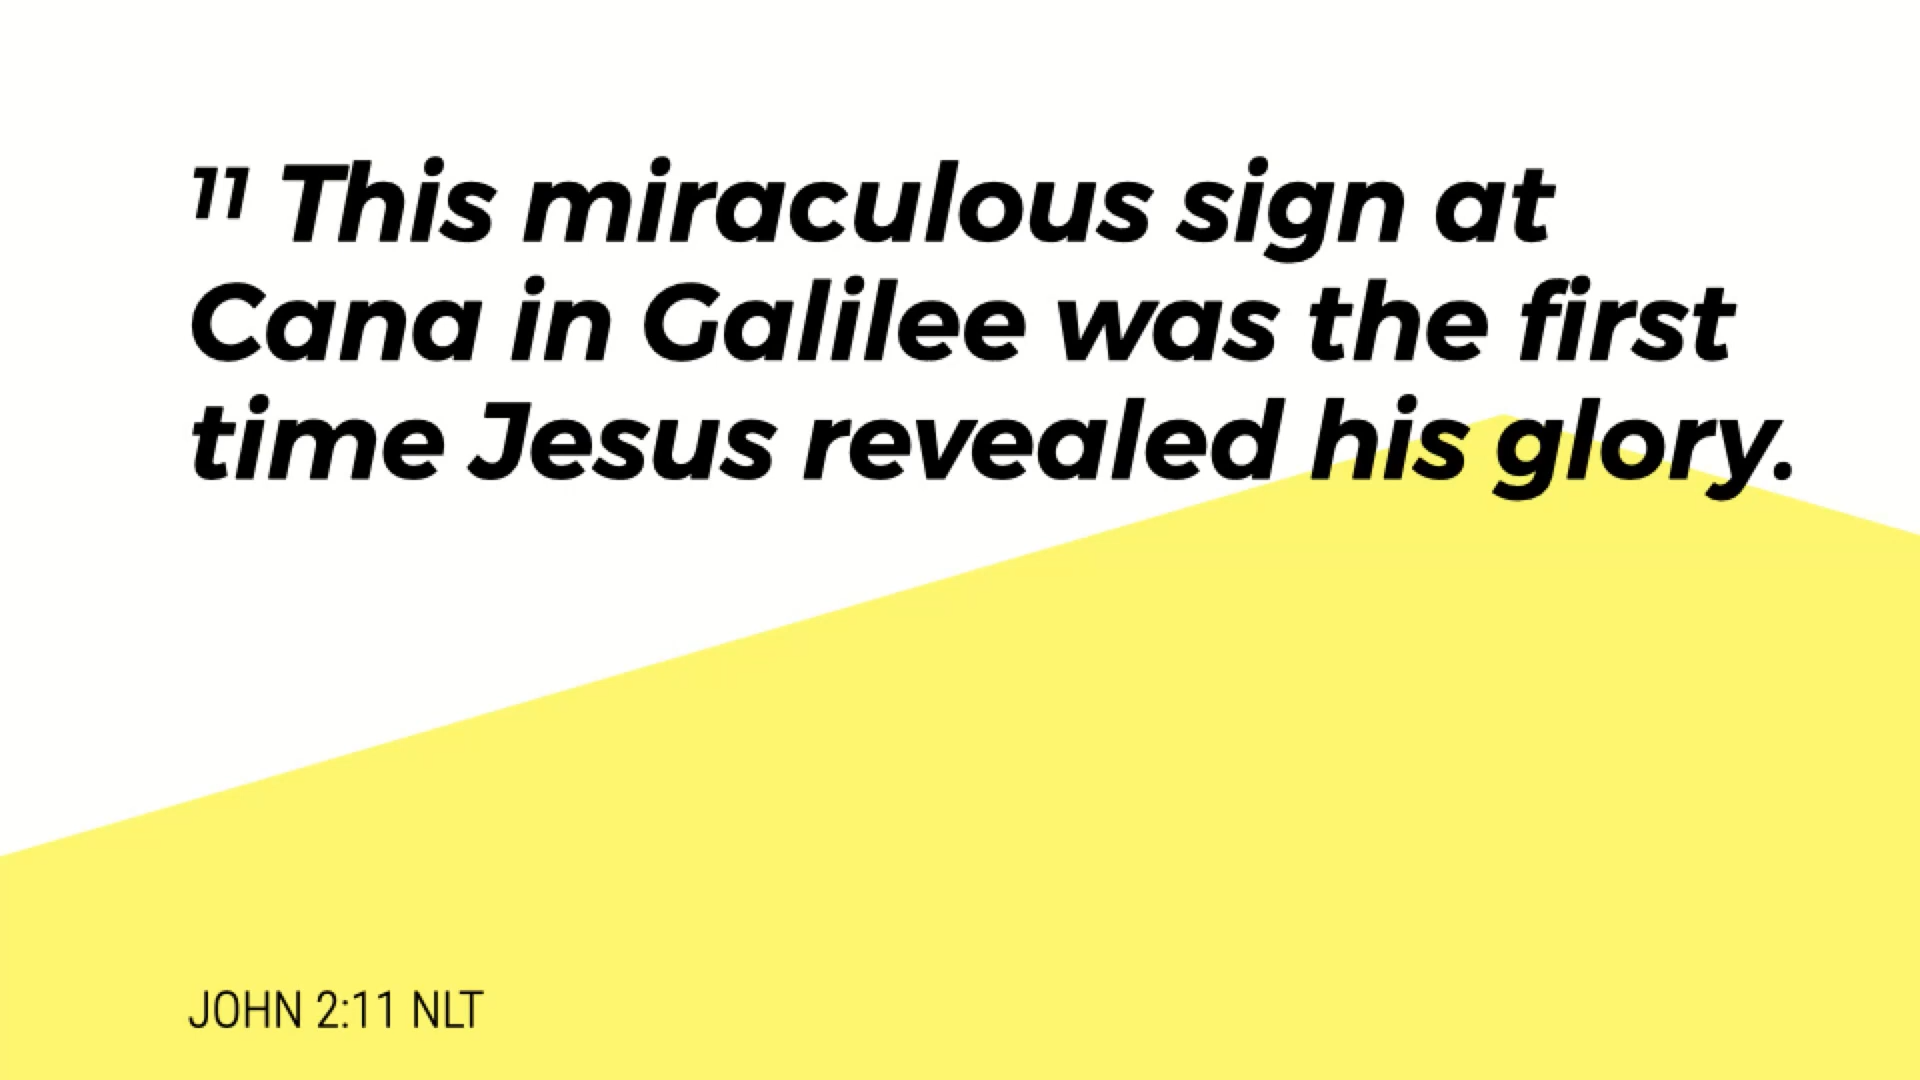 11 This miraculous sign at
Cana in Galilee was the first
time Jesus revealed his glory.
JOHN 2:11 NLT